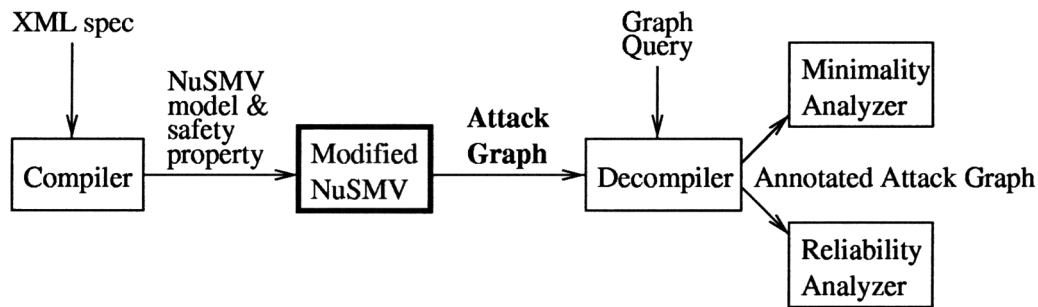 XML spec
NuSMV
model &
safety
property
Compiler
Modified
NuSMV
Attack
Graph
Graph
Query
Decompiler
Minimality
Analyzer
Annotated Attack Graph
Reliability
Analyzer